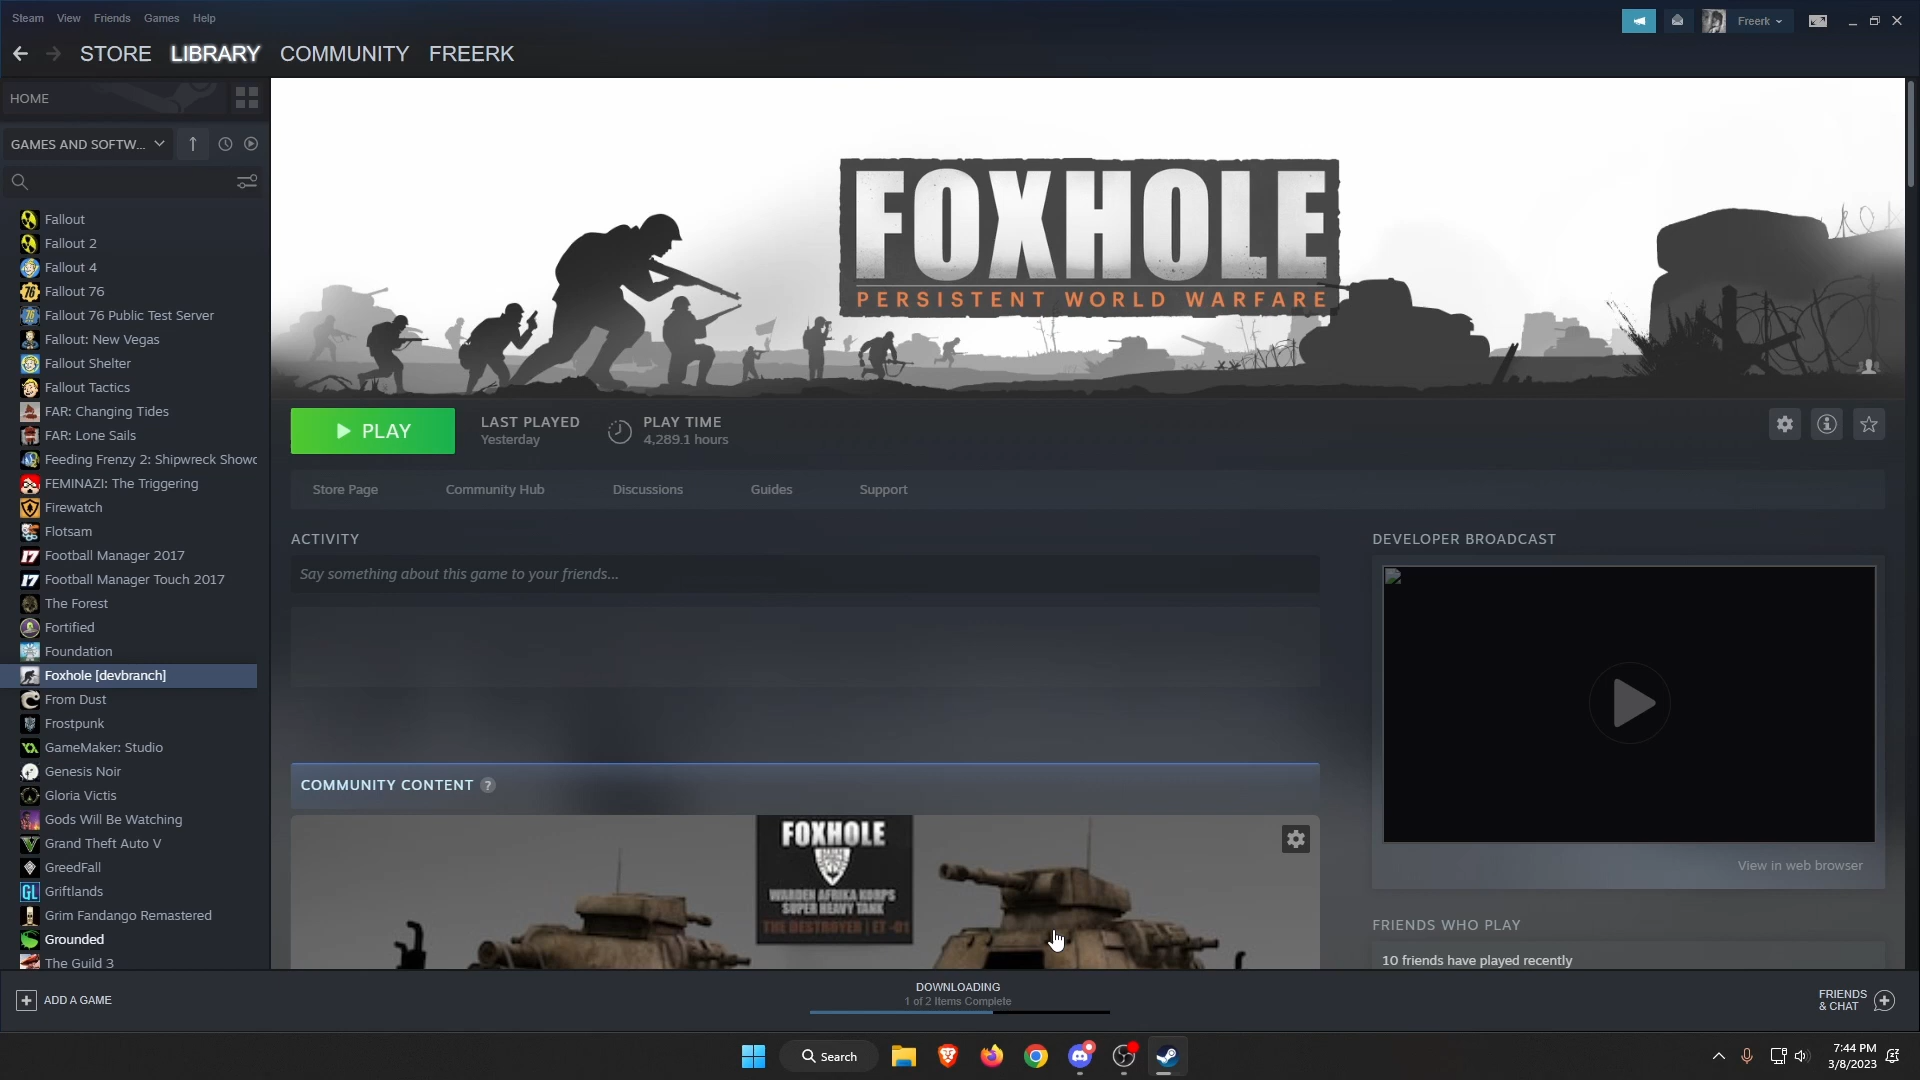 Steam View Friends Games Help
Freerk
STORE LIBRARY COMMUNITY FREERK
HOME
GAMES AND SOFTW...
Fallout
Fallout 2
Fallout 4
Fallout 76
Fallout 76 Public Test Server
Fallout: New Vegas
Fallout Shelter
Fallout Tactics
FAR: Changing Tides
FAR: Lone Sails
Feeding Frenzy 2: Shipwreck Showd
FEMINAZI: The Triggering
Firewatch
Flotsam
Football Manager 2017
Football Manager Touch 2017
The Forest
Fortified
Foundation
Foxhole [devbranch]
From Dust
Frostpunk
GameMaker: Studio
Genesis Noir
Gloria Victis
Gods Will Be Watching
Grand Theft Auto V
GreedFall
Griftlands
Grim Fandango Remastered
Grounded
The Guild 3
FOXHOLE
PERSISTENT WORLD WARFARE
PLAY
LAST PLAYED
Yesterday
PLAY TIME
4,289.1 hours
Store Page Community Hub Discussions Guides Support
ACTIVITY
Say something about this game to your friends...
COMMUNITY CONTENT ?
FOXHOLE
WARDEN AFRIKA KORPS
SUPER HEAVY TANK
THE DESTROYER | ET -01
DEVELOPER BROADCAST
View in web browser
FRIENDS WHO PLAY
10 friends have played recently
ADD A GAME
DOWNLOADING
1 of 2 Items Complete
FRIENDS
& CHAT
Search
7:44 PM
3/8/2023